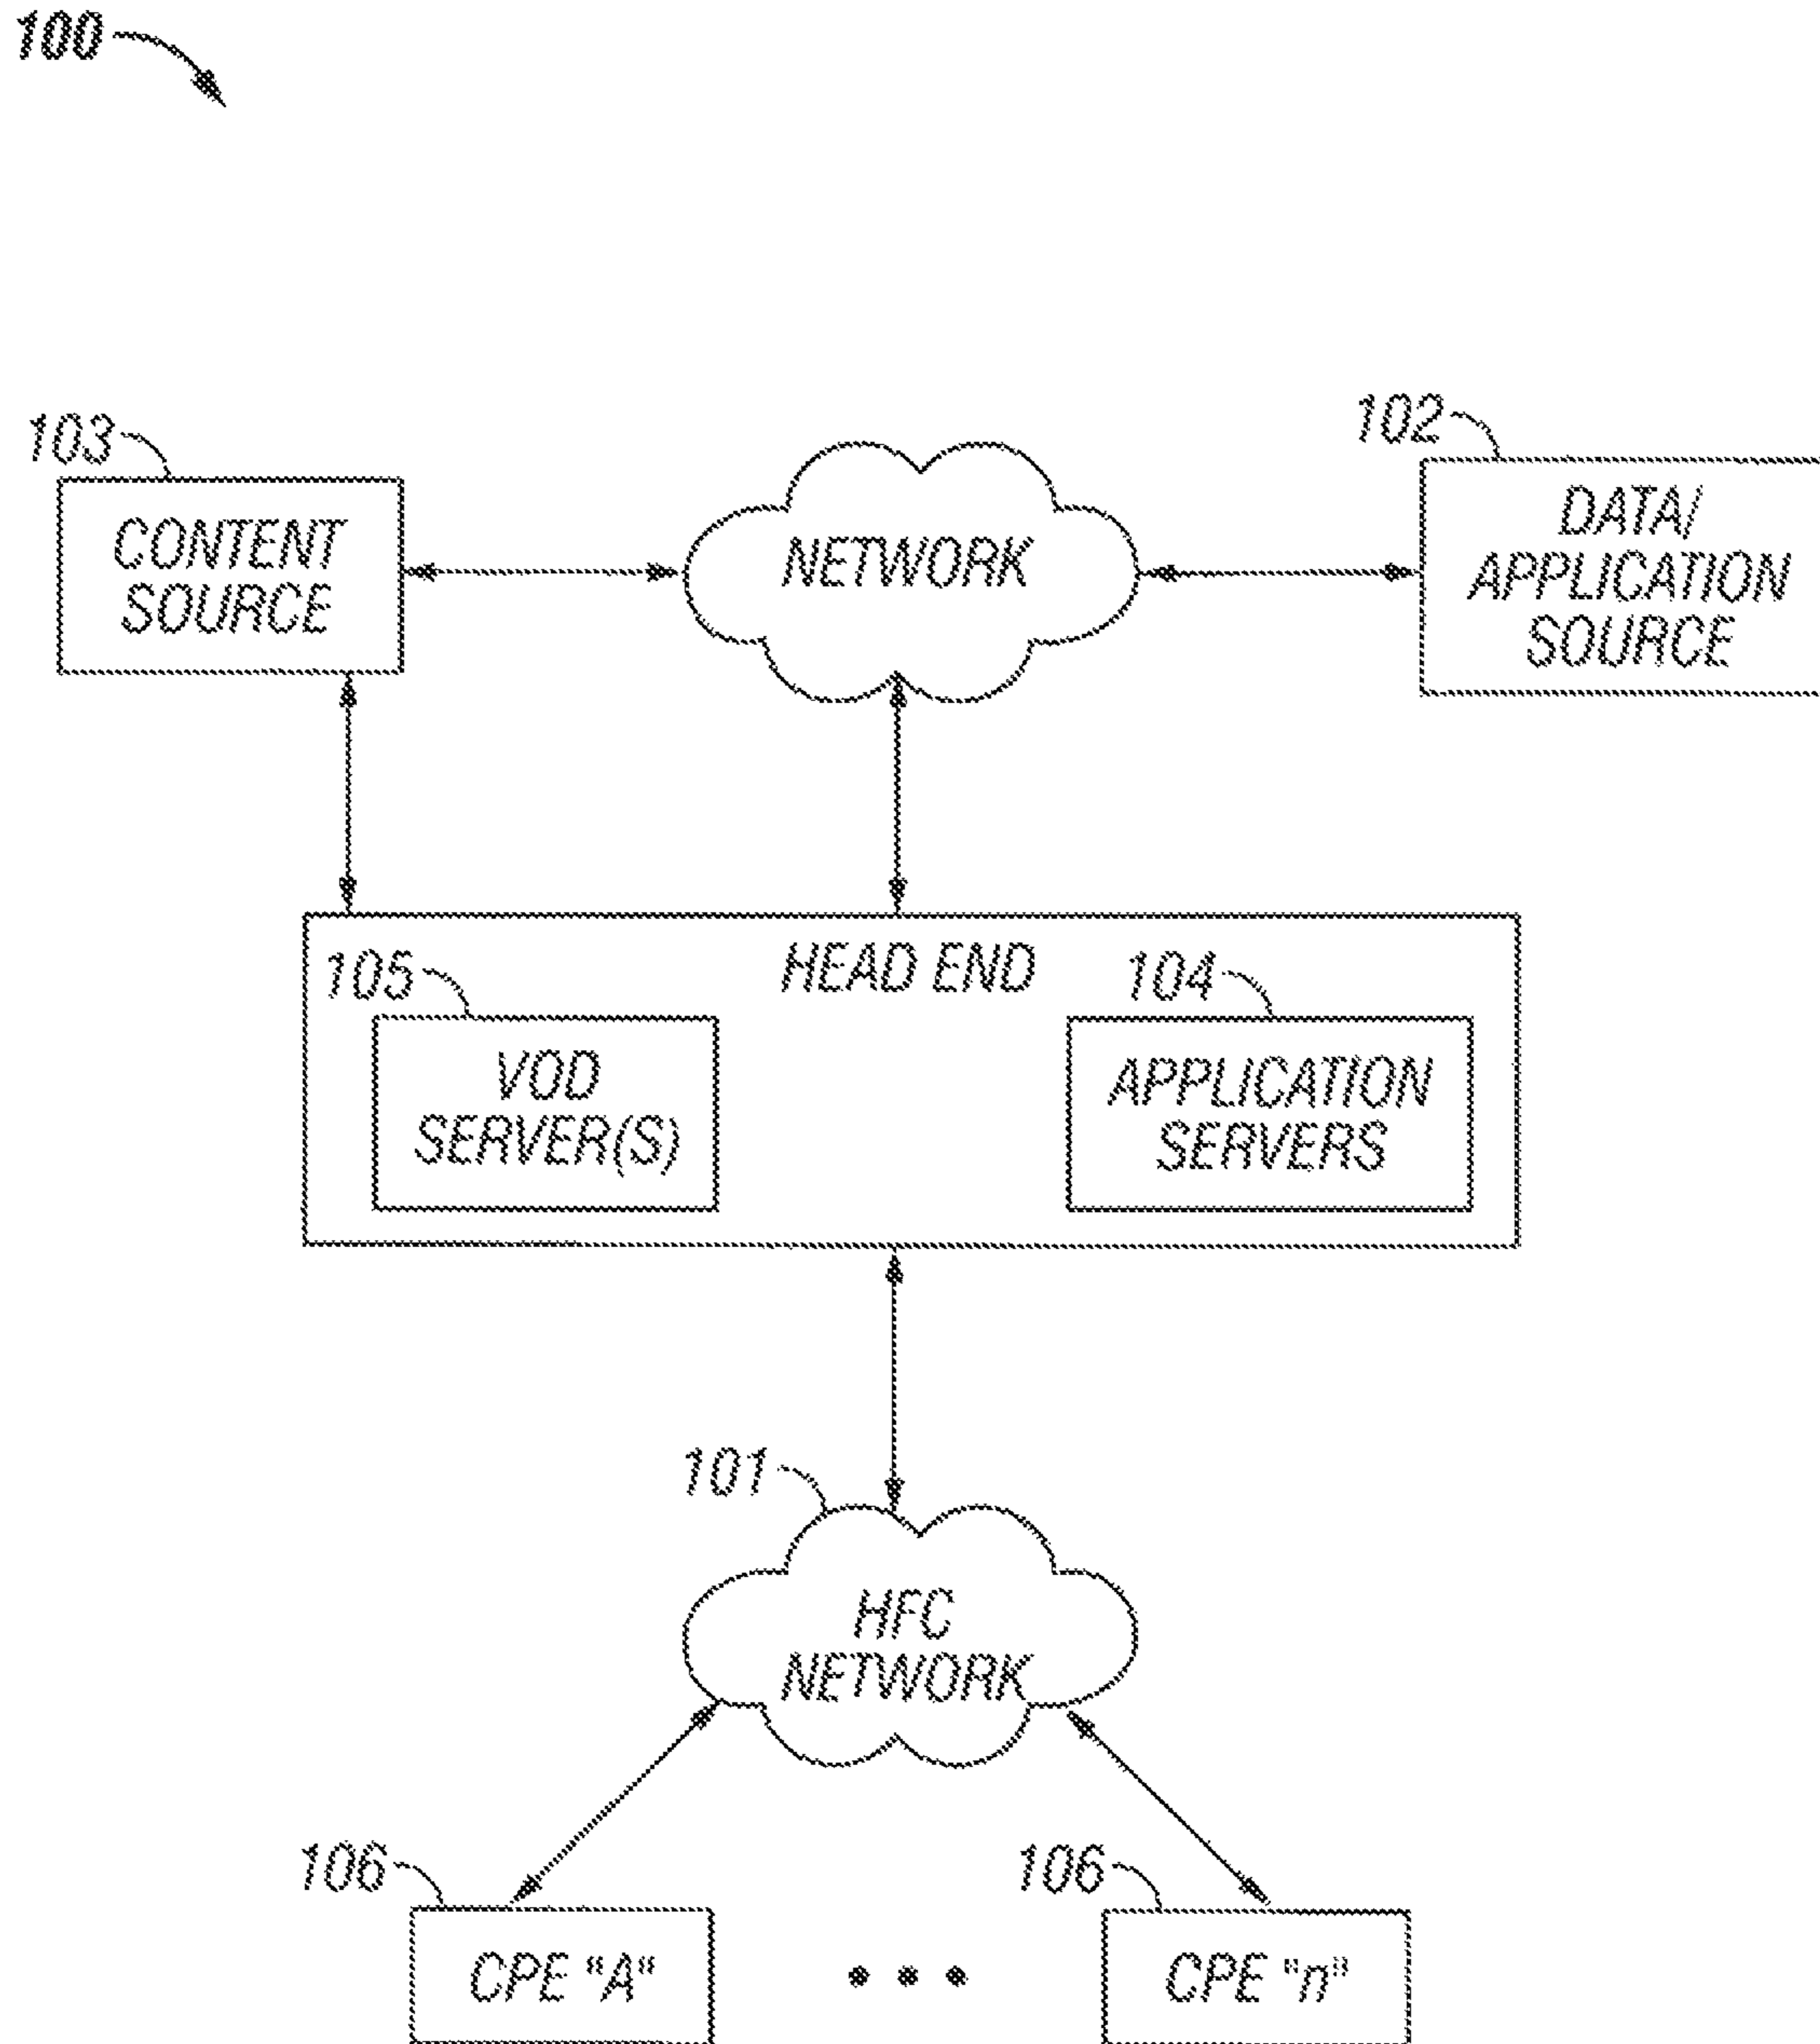 100
103
102
CONTENT
SOURCE
NETWORK
DATA/
APPLICATION
SOURCE
HEAD END
105
104
VOD
SERVER(S)
APPLICATION
SERVERS
101
HFC
NETWORK
106
106
CPE "A"
CPE "n"